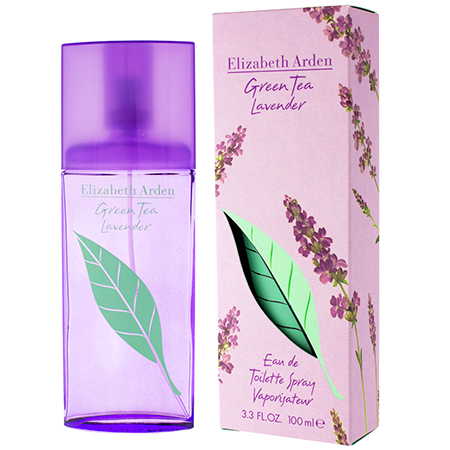 Elizabeth Arden
Green Tea
Lavender
Elizabeth Arden
Green Tea
Lavender
Eau de
Toilette Spray
Vaporisateur
3.3 FL.OZ. 100 ml e